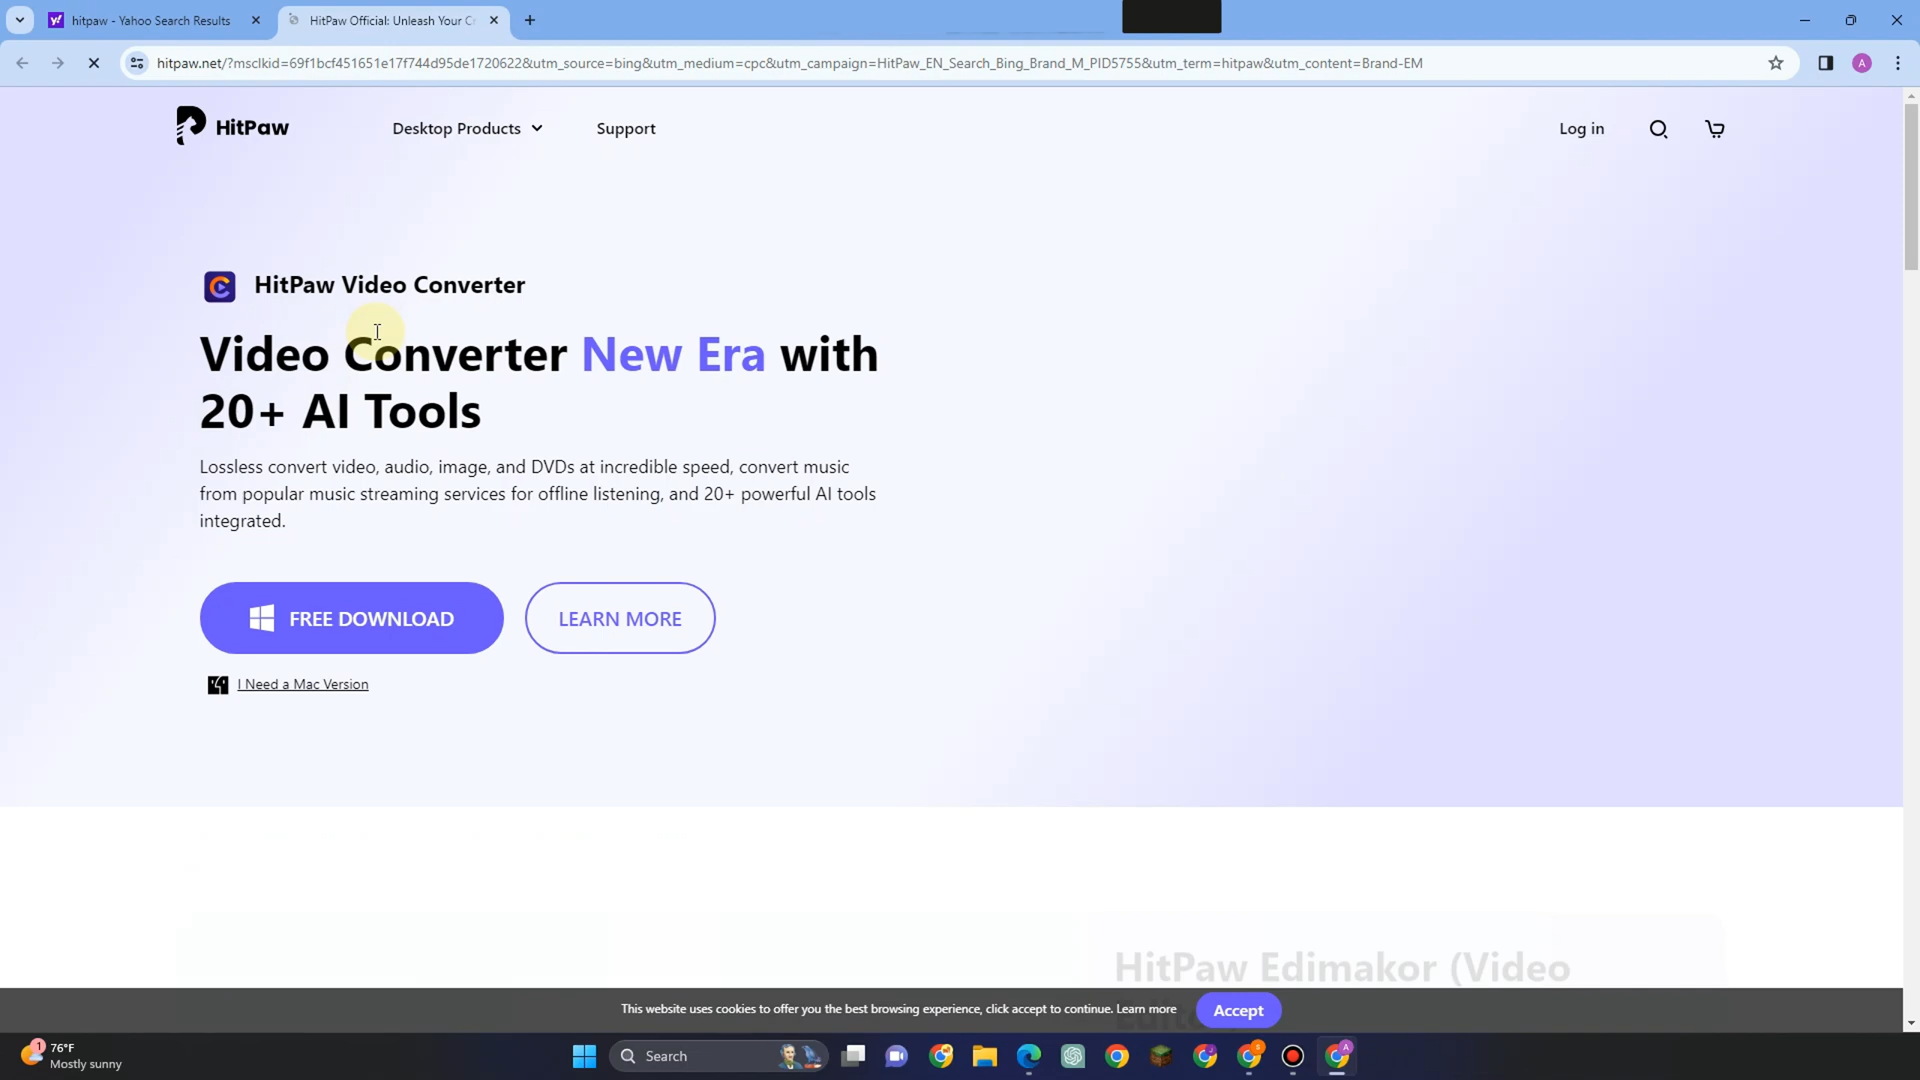 hitpaw - Yahoo Search Results
HitPaw Official: Unleash Your C
hitpaw.net/?msclkid=69f1bcf451651e17f744d95de1720622&utm_source=bing&utm_medium=cpc&utm_campaign=HitPaw_EN_Search_Bing_Brand_M_PID5755&utm_term=hitpaw&utm_content=Brand-EM
A
HitPaw
Desktop Products
Support
Log in
HitPaw Video Converter
Video Converter New Era with
20+ AI Tools
Lossless convert video, audio, image, and DVDs at incredible speed, convert music
from popular music streaming services for offline listening, and 20+ powerful AI tools
integrated.
FREE DOWNLOAD
LEARN MORE
I Need a Mac Version
HitPaw Edimakor (Video
This website uses cookies to offer you the best browsing experience, click accept to continue. Learn more
Accept
1
76°F
Mostly sunny
Search